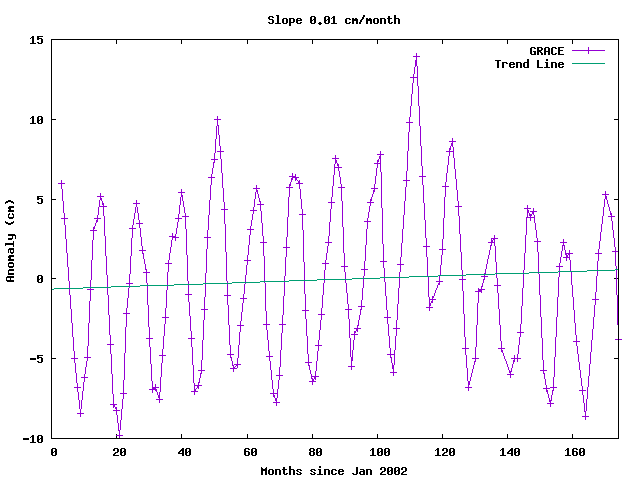 Slope 0.01 cm/month
15
GRACE
Trend Line
10
5
0
-5
-10
Anomaly (cm)
0 20 40 60 80 100 120 140 160
Months since Jan 2002